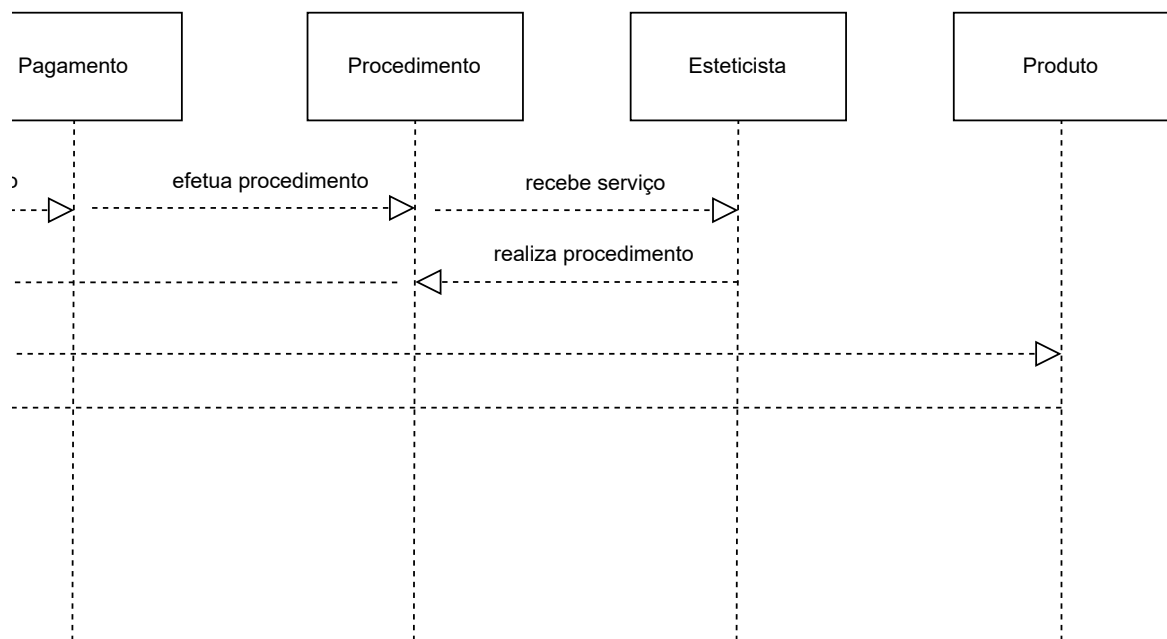 Pagamento
Procedimento
Esteticista
Produto
efetua procedimento
recebe serviço
realiza procedimento